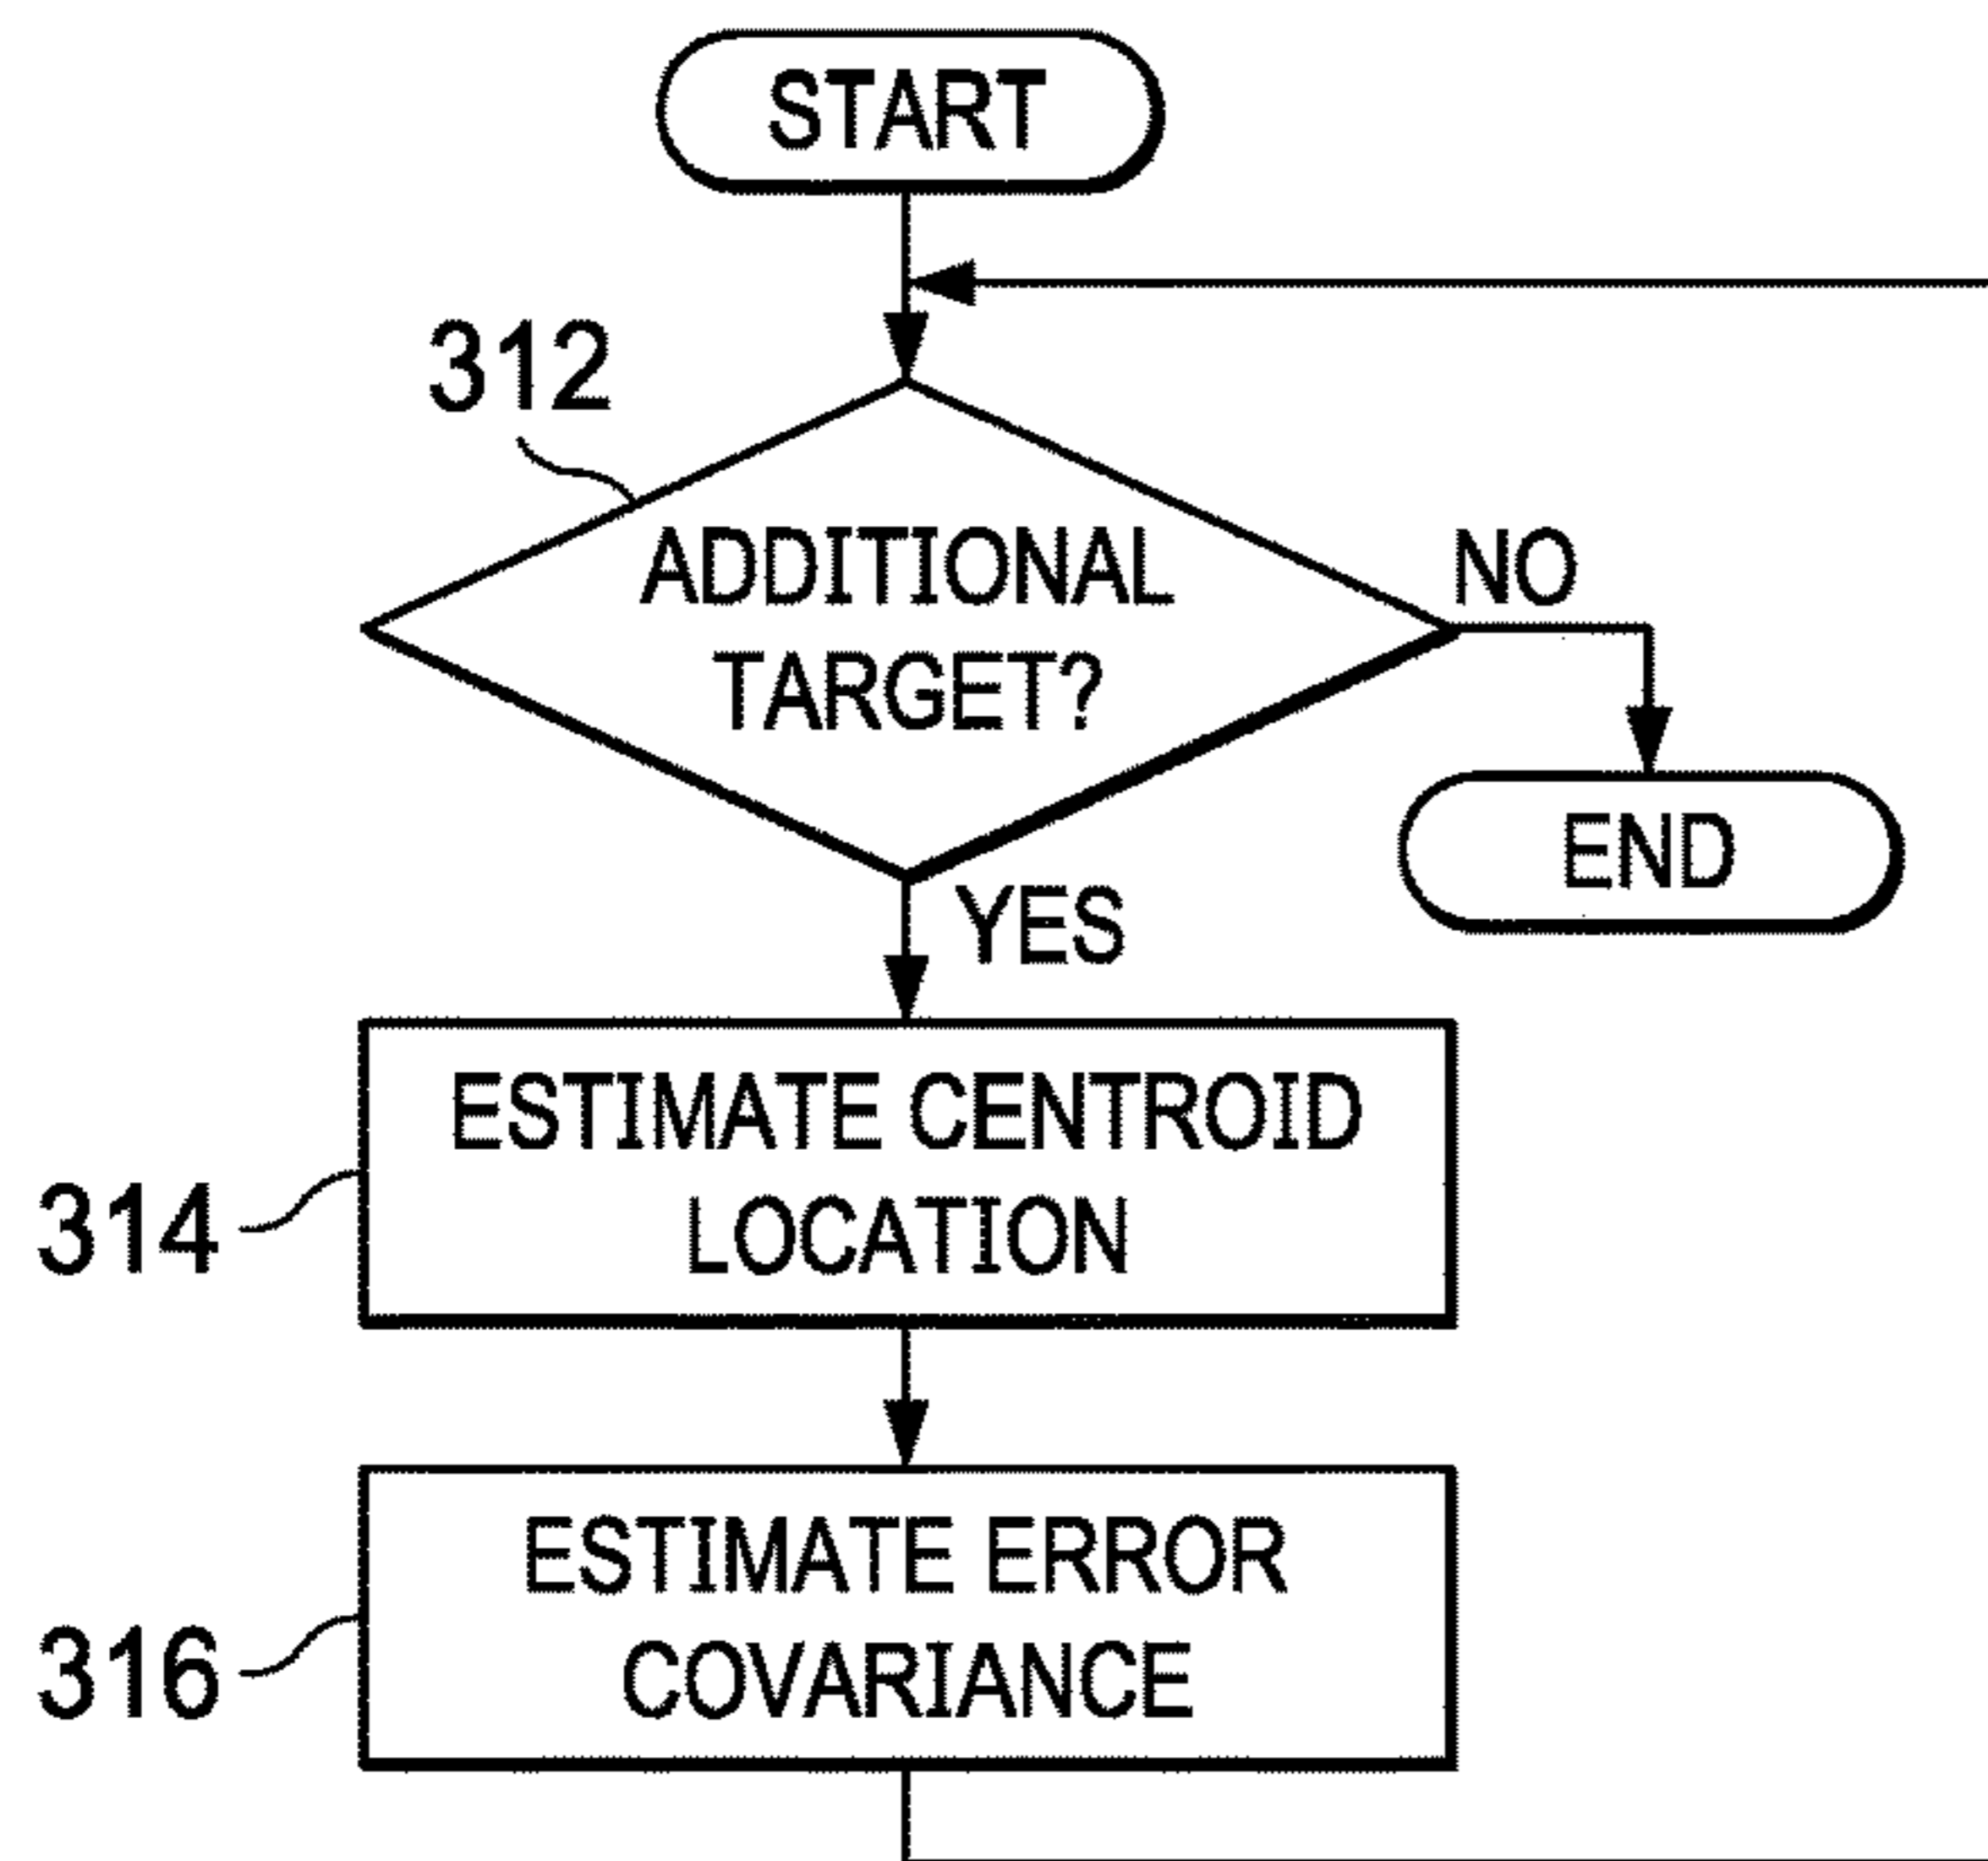 START
312
ADDITIONAL
TARGET?
NO
END
YES
ESTIMATE CENTROID
LOCATION
314
ESTIMATE ERROR
COVARIANCE
316